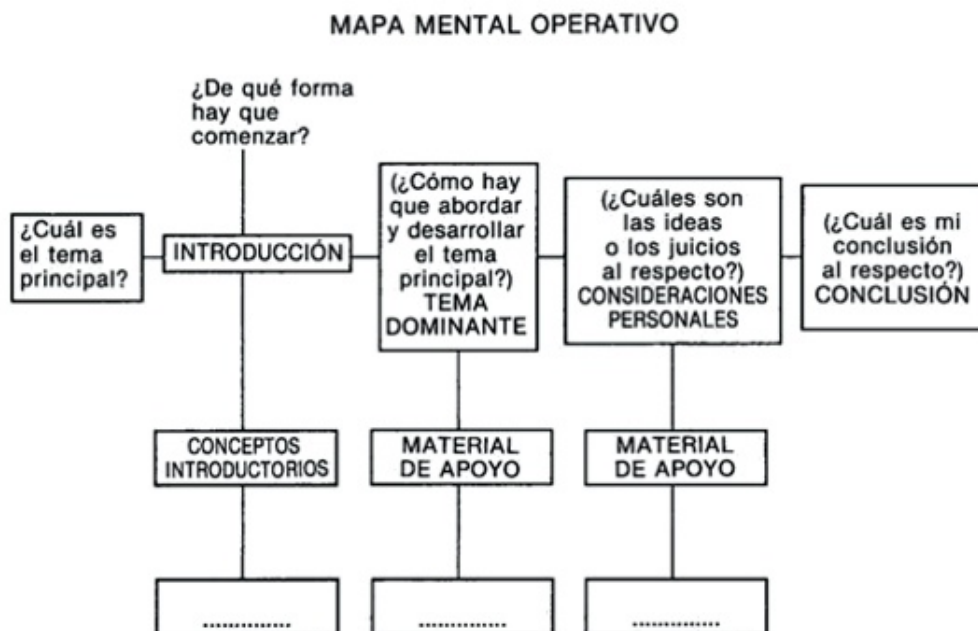 MAPA MENTAL OPERATIVO
¿De qué forma
hay que
comenzar?
¿Cuál es
el tema
principal?
INTRODUCCIÓN
(¿Cómo hay
que abordar
y desarrollar
el tema
principal?)
TEMA
DOMINANTE
(¿Cuáles son
las ideas
o los juicios
al respecto?)
CONSIDERACIONES
PERSONALES
(¿Cuál es mi
conclusión
al respecto?)
CONCLUSIÓN
CONCEPTOS
INTRODUCTORIOS
MATERIAL
DE APOYO
MATERIAL
DE APOYO
..............
..............
..............